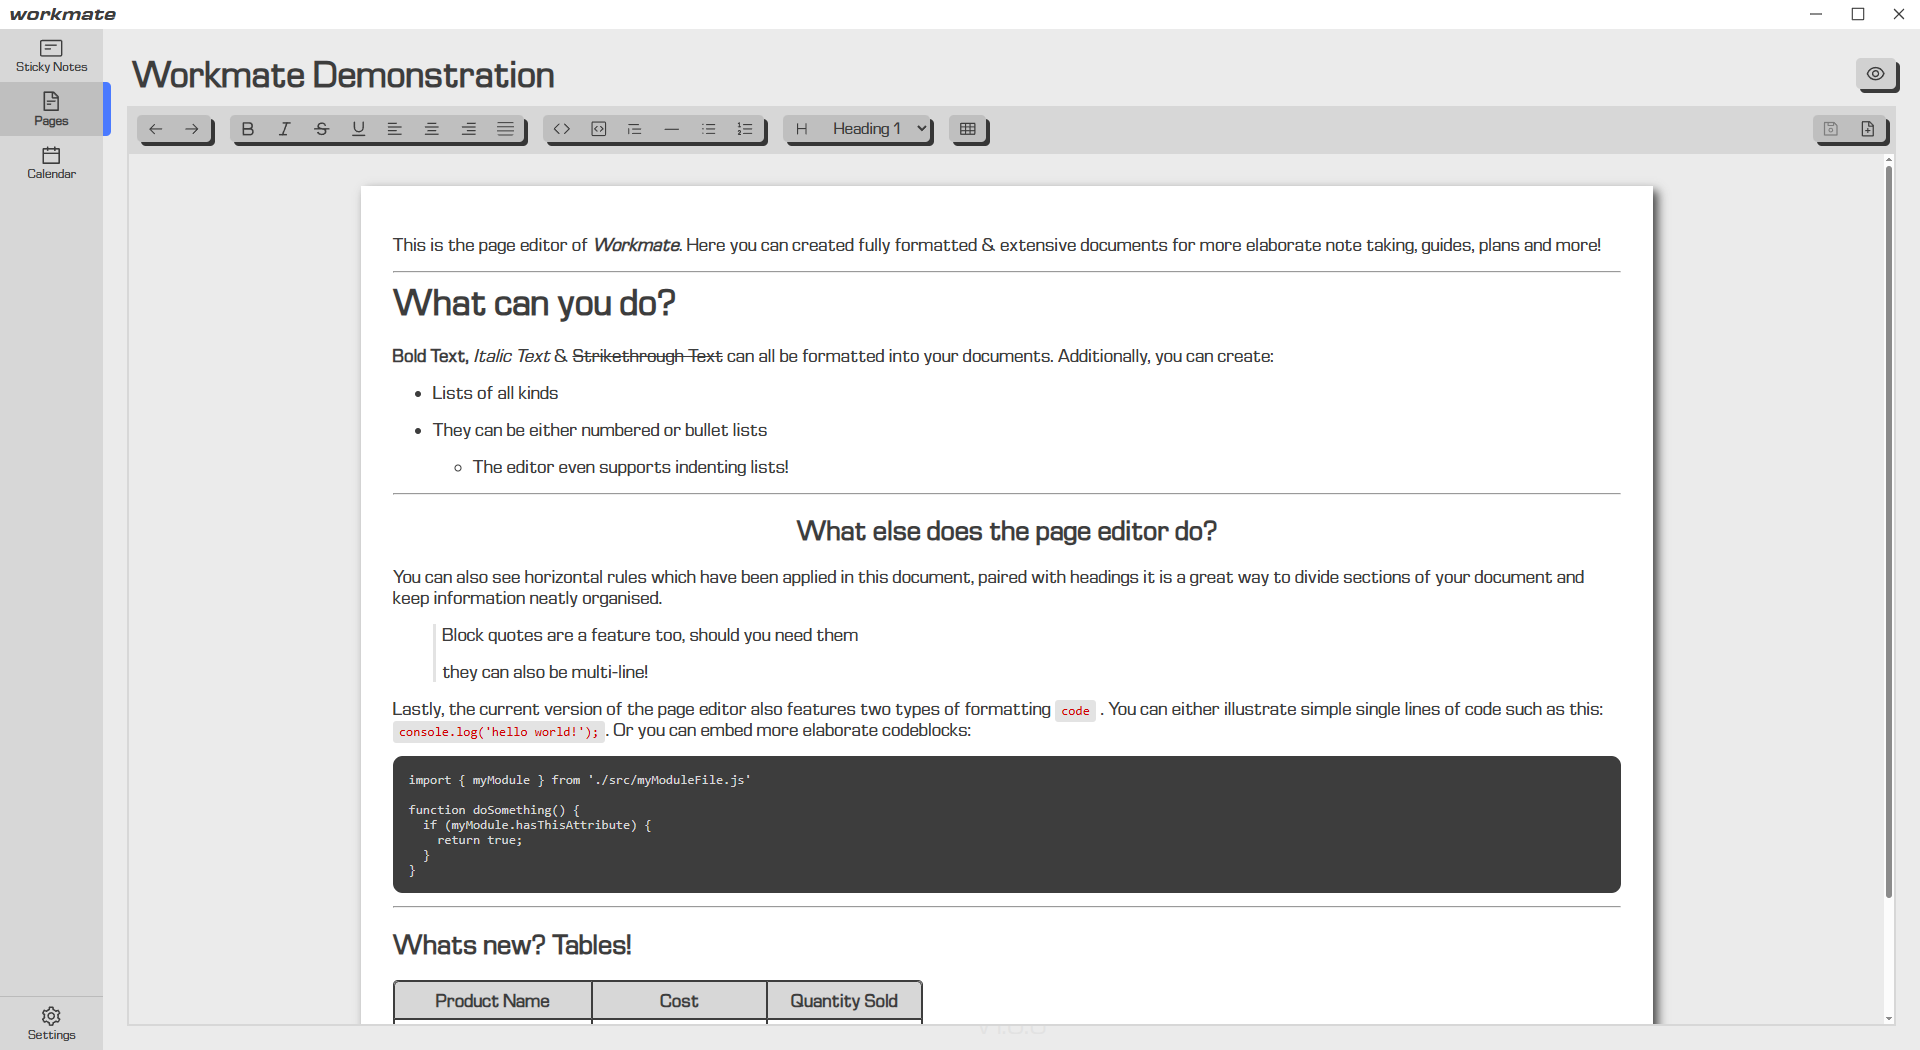 workmate
Sticky Notes
Pages
Calendar
Settings
Workmate Demonstration
H Heading 1
This is the page editor of Workmate. Here you can created fully formatted & extensive documents for more elaborate note taking, guides, plans and more!
What can you do?
Bold Text, Italic Text & Strikethrough Text can all be formatted into your documents. Additionally, you can create:
• Lists of all kinds
• They can be either numbered or bullet lists
◦ The editor even supports indenting lists!
What else does the page editor do?
You can also see horizontal rules which have been applied in this document, paired with headings it is a great way to divide sections of your document and
keep information neatly organised.
Block quotes are a feature too, should you need them
they can also be multi-line!
Lastly, the current version of the page editor also features two types of formatting code . You can either illustrate simple single lines of code such as this:
console.log('hello world!'); . Or you can embed more elaborate codeblocks:
import { myModule } from './src/myModuleFile.js'
function doSomething() {
  if (myModule.hasThisAttribute) {
    return true;
  }
}
Whats new? Tables!
Product Name Cost Quantity Sold